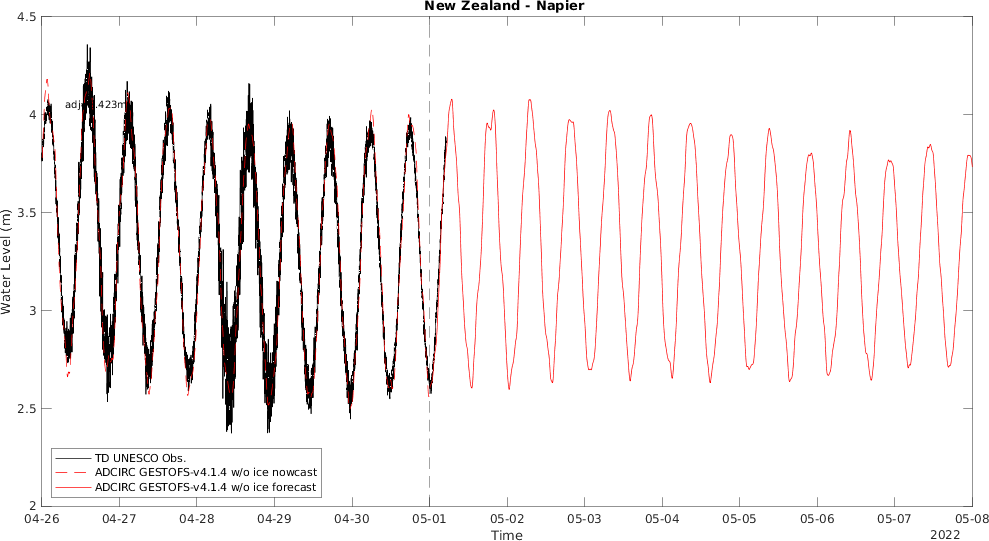 New Zealand - Napier
Water Level (m)
4.5
4
3.5
3
2.5
2
.423m
TD UNESCO Obs.
ADCIRC GESTOFS-v4.1.4 w/o ice nowcast
ADCIRC GESTOFS-v4.1.4 w/o ice forecast
04-26 04-27 04-28 04-29 04-30 05-01 05-02 05-03 05-04 05-05 05-06 05-07 05-08
Time
2022